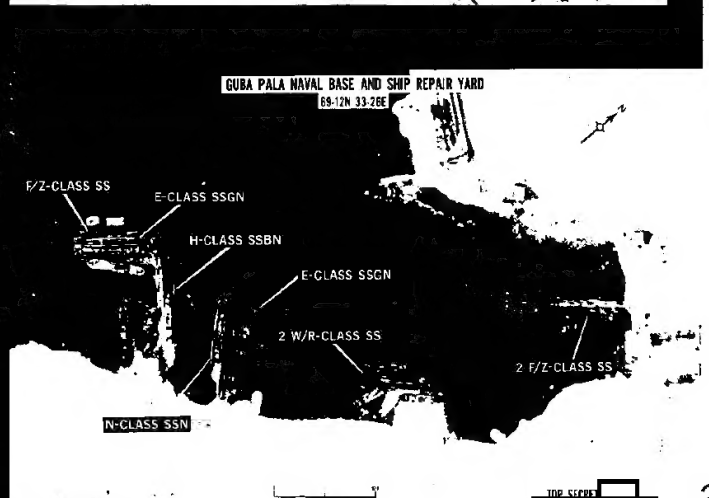 GUBA PALA NAVAL BASE AND SHIP REPAIR YARD
69-12N 33-26E
F/Z-CLASS SS
E-CLASS SSGN
H-CLASS SSBN
E-CLASS SSGN
2 W/R-CLASS SS
2 F/Z-CLASS SS
N-CLASS SSN
TOP SECRET